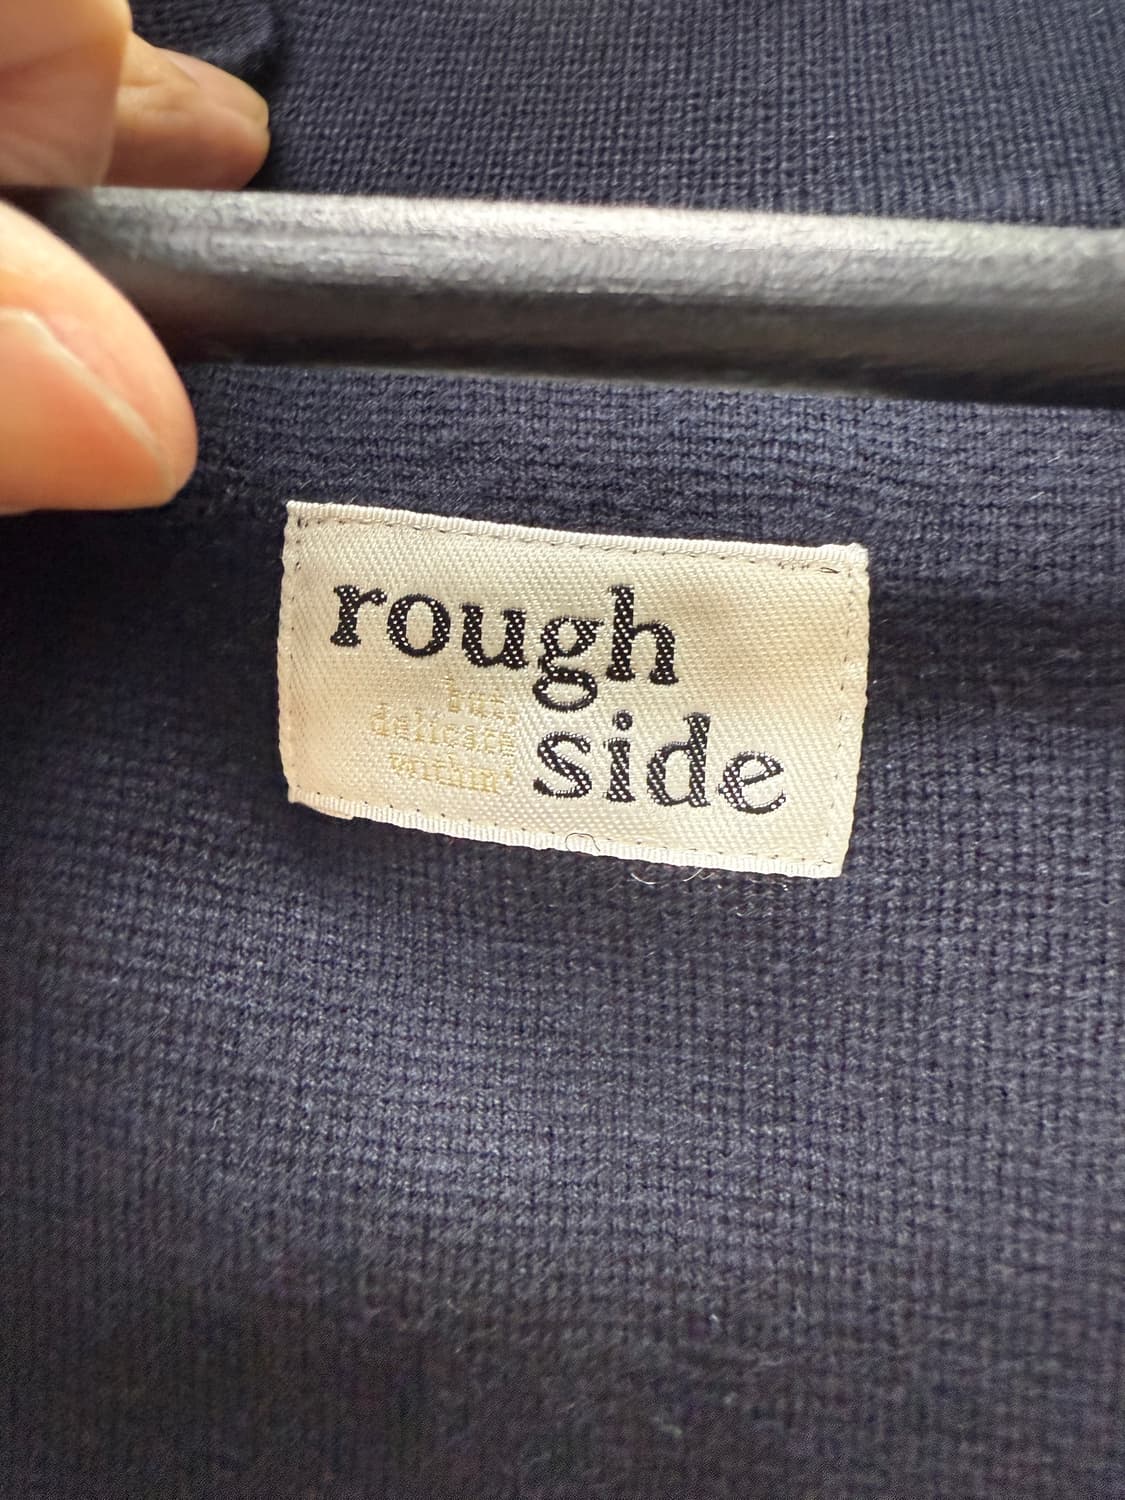 rough
side
but,
delicate
within'